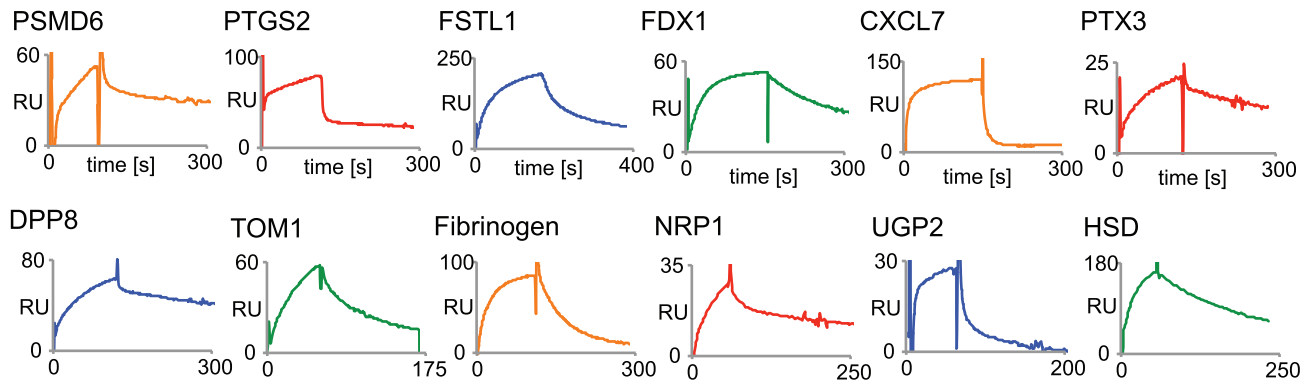 PSMD6 PTGS2 FSTL1 FDX1 CXCL7 PTX3
60 100 250 60 150 25
RU RU RU RU RU RU
0 0 0 0 0 0
0 time [s] 300 0 time [s] 300 0 time [s] 400 0 time [s] 300 0 time [s] 300 0 time [s] 300
DPP8 TOM1 Fibrinogen NRP1 UGP2 HSD
80 60 100 35 30 180
RU RU RU RU RU RU
0 0 0 0 0 0
0 300 0 175 0 300 0 250 0 200 0 250